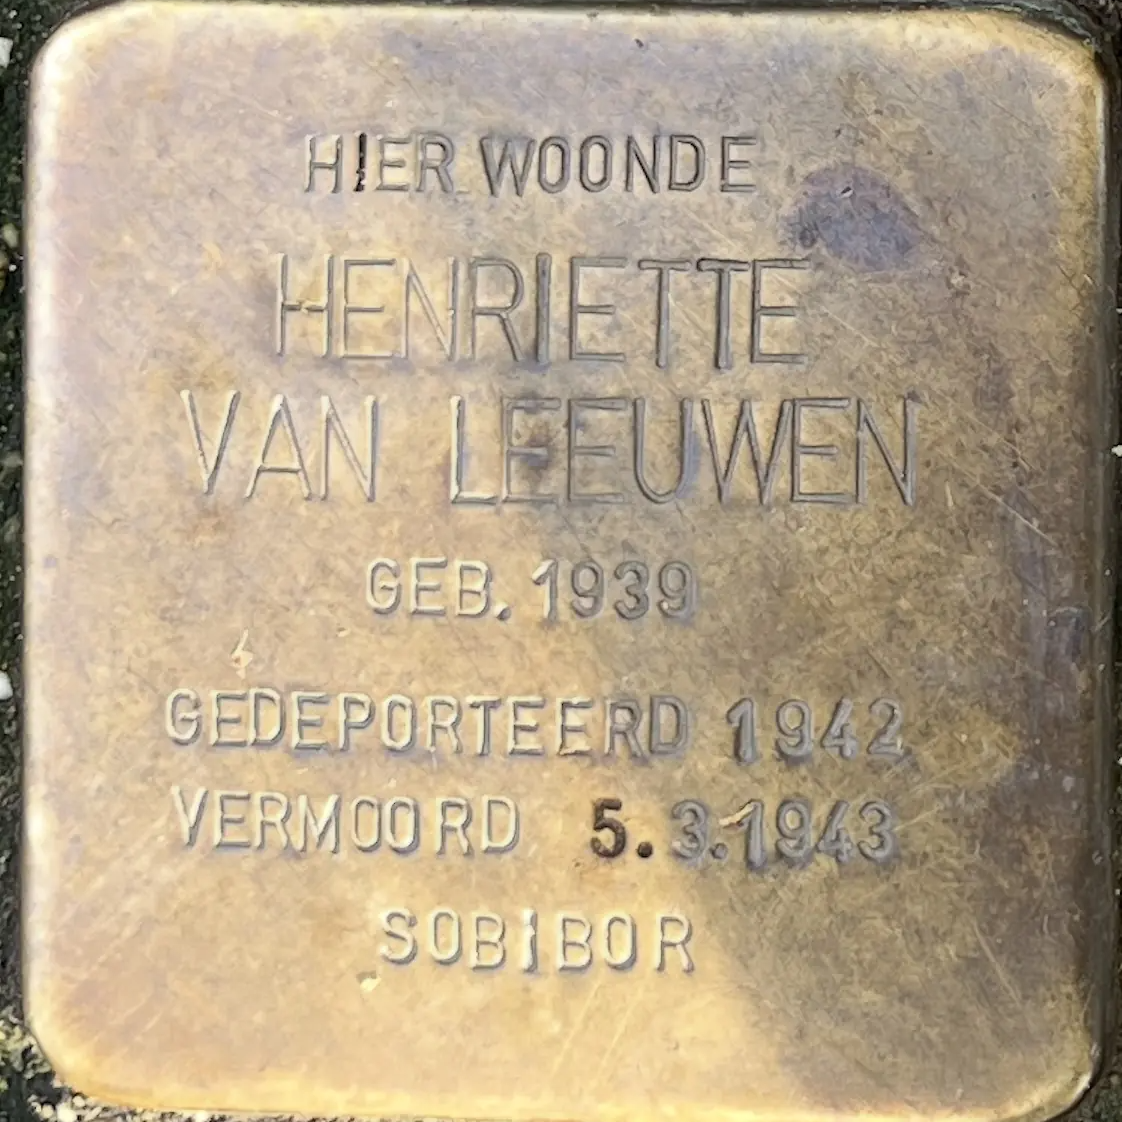 HIER WOONDE
HENRIETTE
VAN LEEUWEN
GEB. 1939
GEDEPORTEERD 1942
VERMOORD 5.3.1943
SOBIBOR